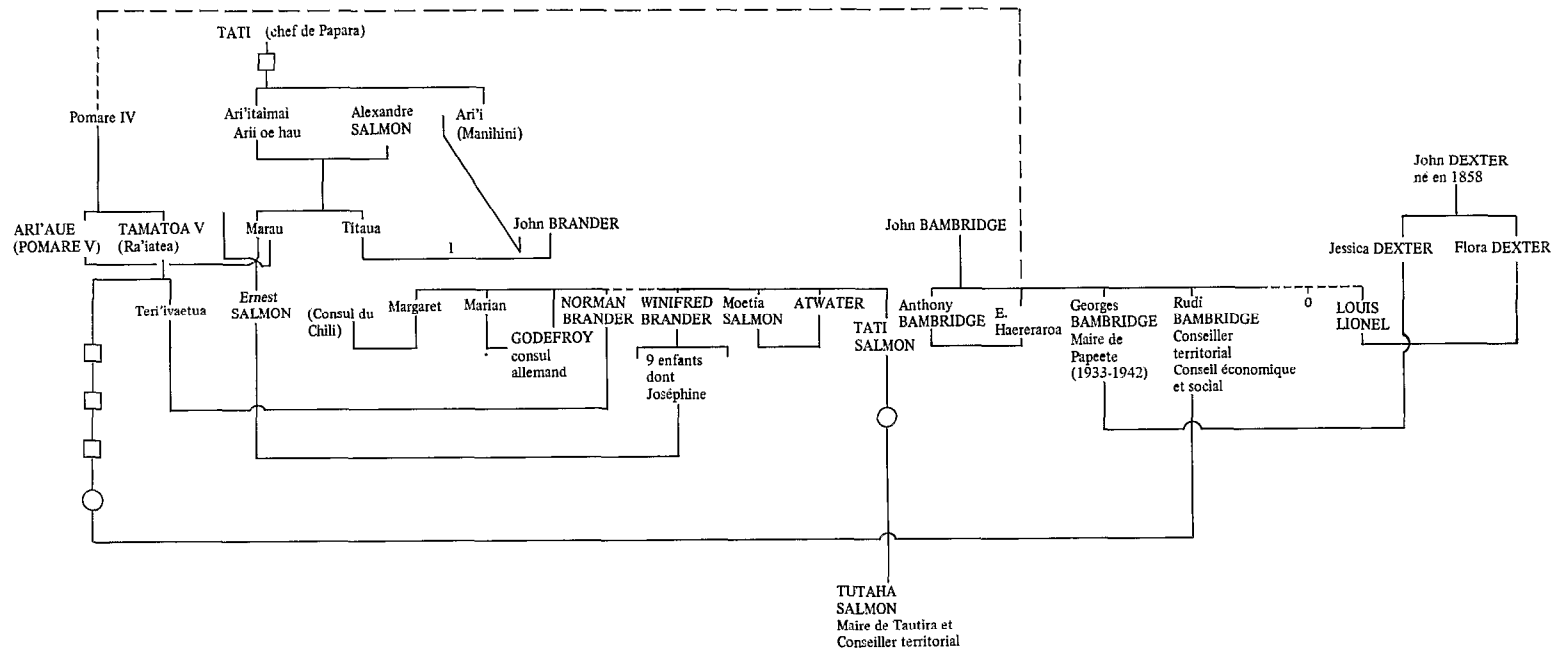 TATI (chef de Papara)
Pomare IV
Ari'itaimai
Arii oe hau
Alexandre
SALMON
Ari'i
(Manihini)
John DEXTER
né en 1858
ARI'AUE
(POMARE V)
TAMATOA V
(Ra'iatea)
Marau
Titaua
1
John BRANDER
John BAMBRIDGE
Jessica DEXTER
Flora DEXTER
Teri'ivaetua
Ernest
SALMON
(Consul du
Chili)
Margaret
Marian
GODEFROY
consul
allemand
NORMAN
BRANDER
WINIFRED
BRANDER
9 enfants
dont
Joséphine
Moetia
SALMON
ATWATER
TATI
SALMON
Anthony
BAMBRIDGE
E.
Haereraroa
Georges
BAMBRIDGE
Maire de
Papeete
(1933-1942)
Rudi
BAMBRIDGE
Conseiller
territorial
Conseil économique
et social
0
LOUIS
LIONEL
TUTAHA
SALMON
Maire de Tautira et
Conseiller territorial